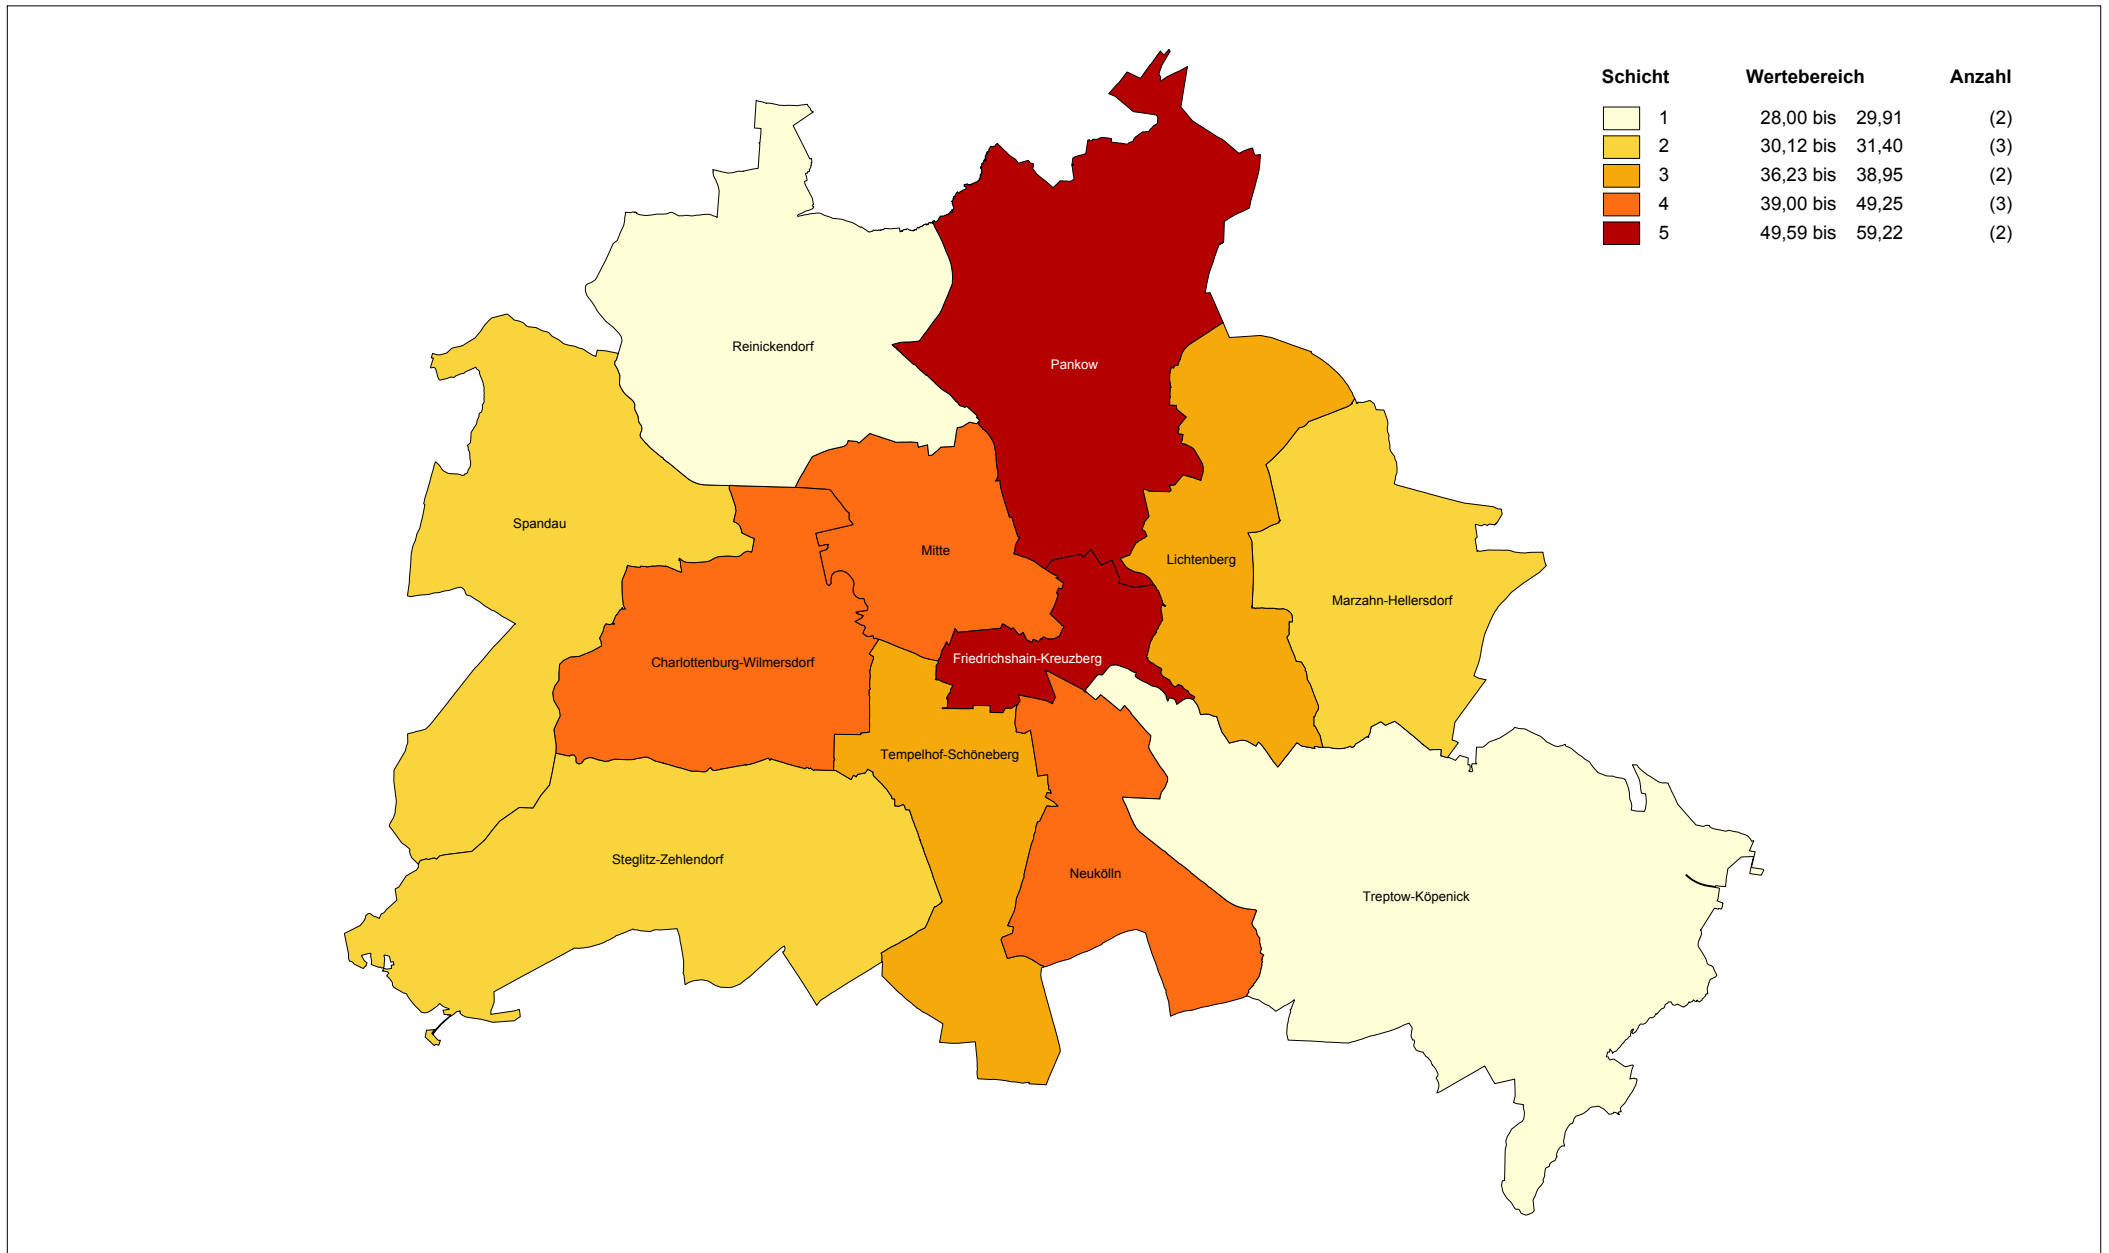 Schicht Wertebereich Anzahl
1 28,00 bis 29,91 (2)
2 30,12 bis 31,40 (3)
3 36,23 bis 38,95 (2)
4 39,00 bis 49,25 (3)
5 49,59 bis 59,22 (2)
Reinickendorf
Pankow
Spandau
Mitte
Lichtenberg
Marzahn-Hellersdorf
Charlottenburg-Wilmersdorf
Friedrichshain-Kreuzberg
Tempelhof-Schöneberg
Steglitz-Zehlendorf
Neukölln
Treptow-Köpenick